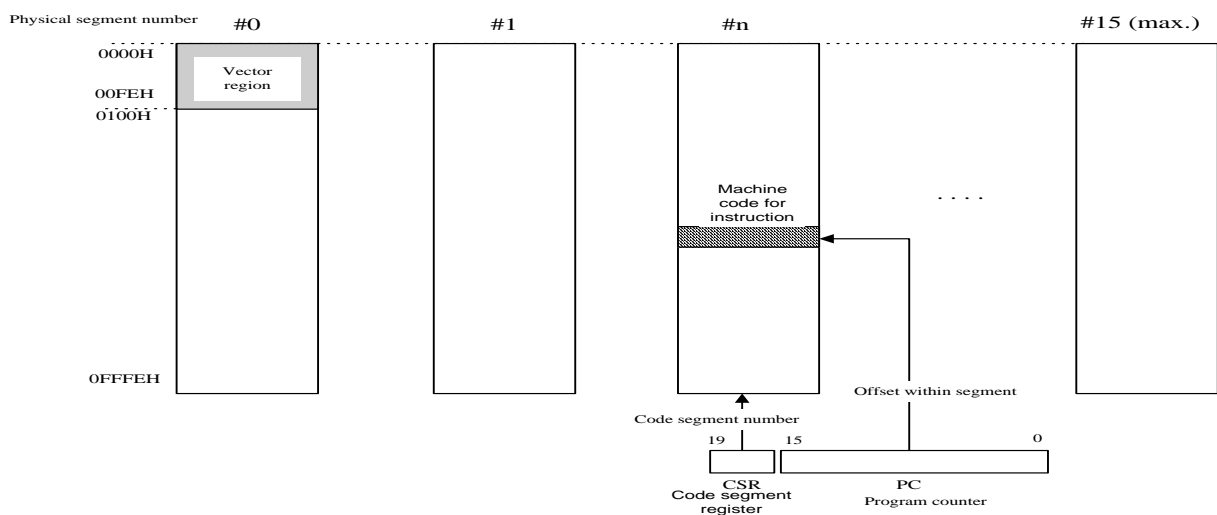 Physical segment number
#0
#1
#n
#15 (max.)
0000H
Vector
region
00FEH
0100H
Machine
code for
instruction
. . . .
0FFFEH
Offset within segment
Code segment number
19
15
0
CSR
PC
Code segment
register
Program counter